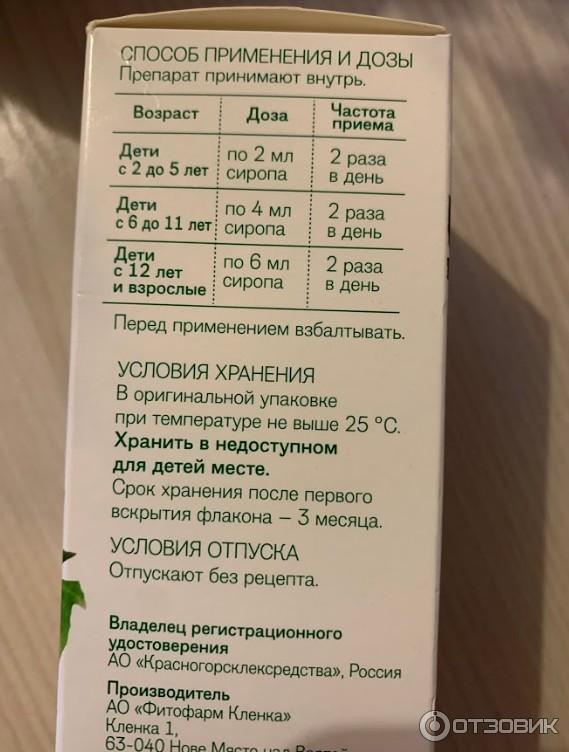 СПОСОБ ПРИМЕНЕНИЯ И ДОЗЫ
Препарат принимают внутрь.
Возраст Доза Частота приема
Дети с 2 до 5 лет по 2 мл сиропа 2 раза в день
Дети с 6 до 11 лет по 4 мл сиропа 2 раза в день
Дети с 12 лет и взрослые по 6 мл сиропа 2 раза в день
Перед применением взбалтывать.
УСЛОВИЯ ХРАНЕНИЯ
В оригинальной упаковке
при температуре не выше 25 °С.
Хранить в недоступном
для детей месте.
Срок хранения после первого
вскрытия флакона – 3 месяца.
УСЛОВИЯ ОТПУСКА
Отпускают без рецепта.
Владелец регистрационного
удостоверения
АО «Красногорсклексредства», Россия
Производитель
АО «Фитофарм Кленка»
Кленка 1,
63-040 Нове Място над
ОТЗОВИК